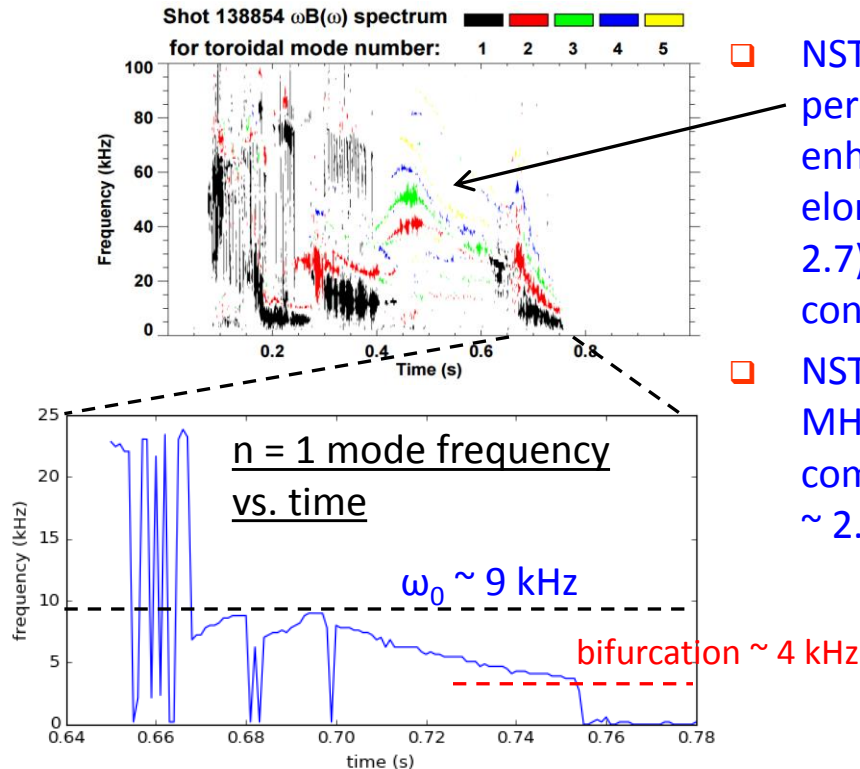 Shot 138854 ωB(ω) spectrum
for toroidal mode number: 1 2 3 4 5
100
80
60
40
20
0
Frequency (kHz)
0.2 0.4 0.6 0.8
Time (s)
25
20
15
10
5
0
frequency (kHz)
n = 1 mode frequency
vs. time
ω₀ ~ 9 kHz
bifurcation ~ 4 kHz
0.64 0.66 0.68 0.70 0.72 0.74 0.76 0.78
time (s)
❑ NST
per
enh
elor
2.7)
con
❑ NST
MH
com
~ 2.